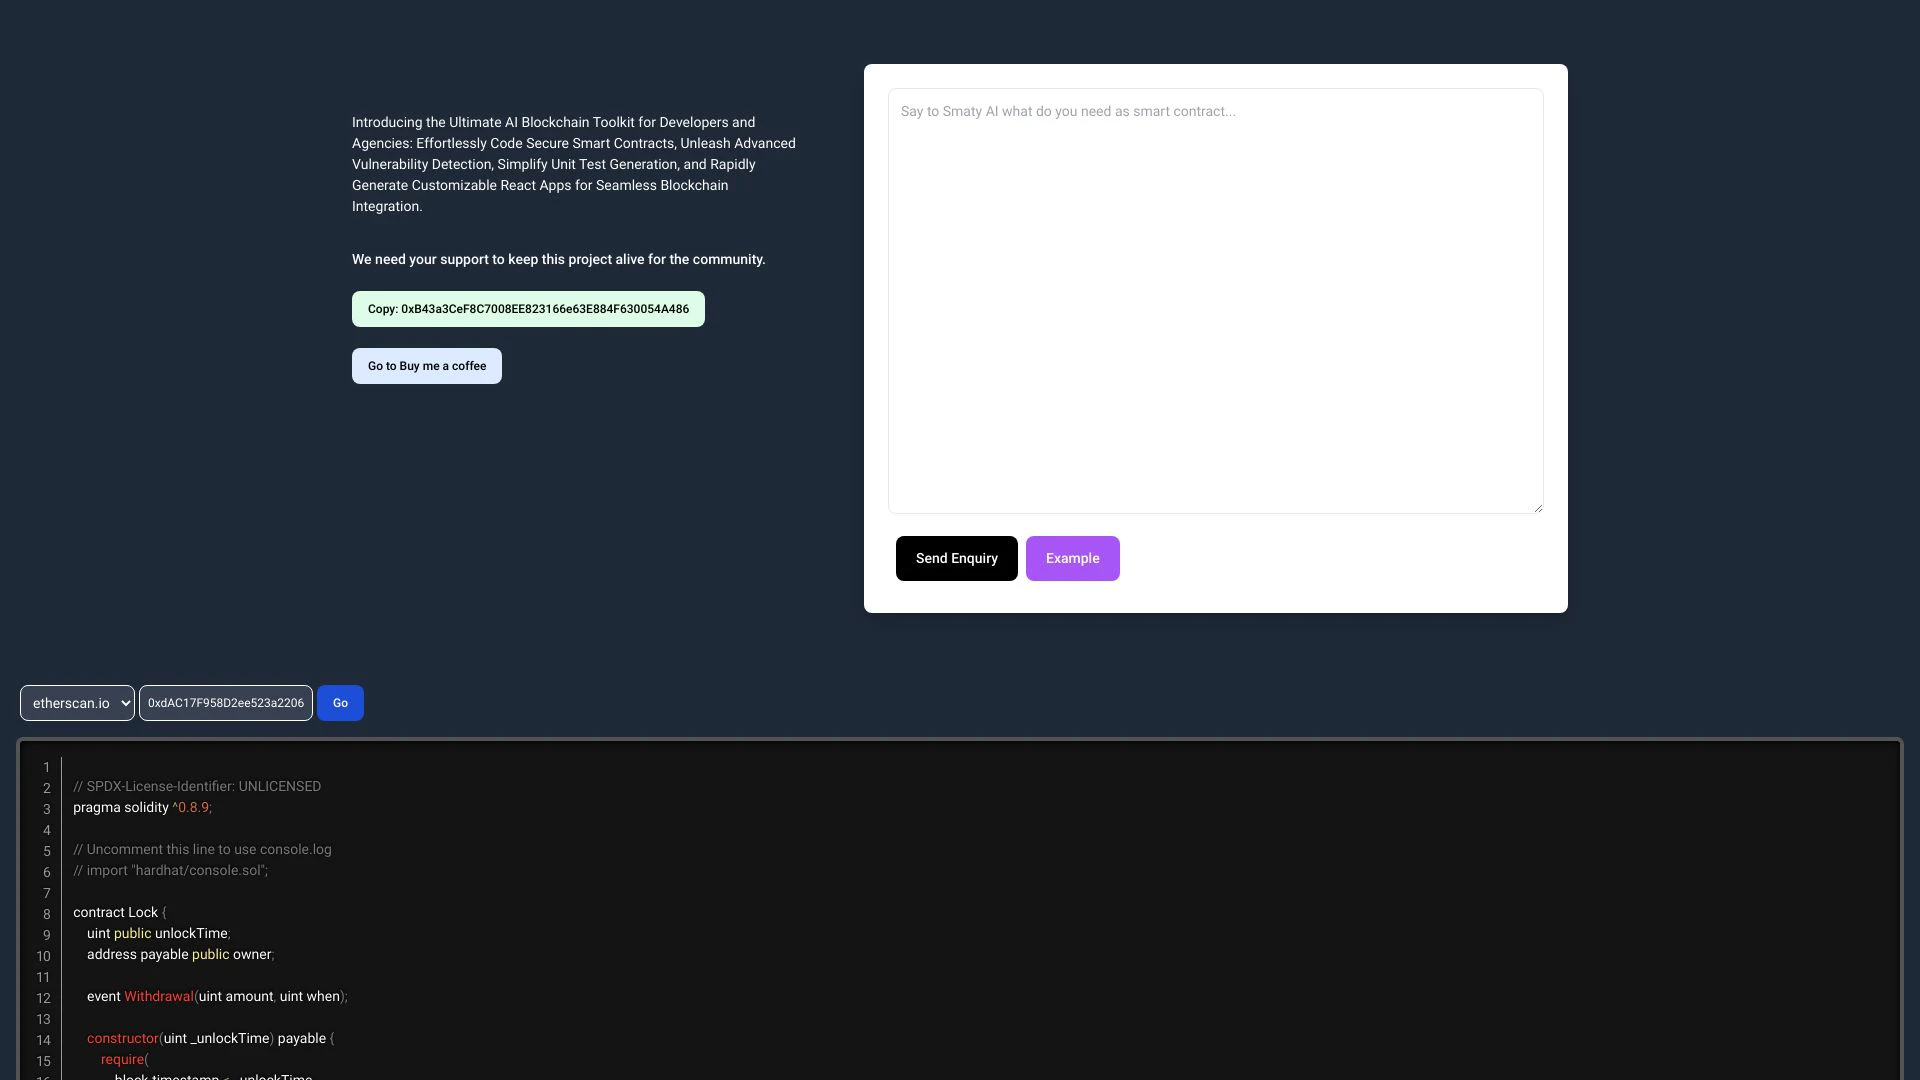 Introducing the Ultimate AI Blockchain Toolkit for Developers and
Agencies: Effortlessly Code Secure Smart Contracts, Unleash Advanced
Vulnerability Detection, Simplify Unit Test Generation, and Rapidly
Generate Customizable React Apps for Seamless Blockchain
Integration.
We need your support to keep this project alive for the community.
Copy: 0xB43a3CeF8C7008EE823166e63E884F630054A486
Go to Buy me a coffee
Say to Smaty AI what do you need as smart contract...
Send Enquiry
Example
etherscan.io
0xdAC17F958D2ee523a2206
Go
1
2 // SPDX-License-Identifier: UNLICENSED
3 pragma solidity ^0.8.9;
4
5 // Uncomment this line to use console.log
6 // import "hardhat/console.sol";
7
8 contract Lock {
9 uint public unlockTime;
10 address payable public owner;
11
12 event Withdrawal(uint amount, uint when);
13
14 constructor(uint _unlockTime) payable {
15 require(
16 block.timestamp < _unlockTime,